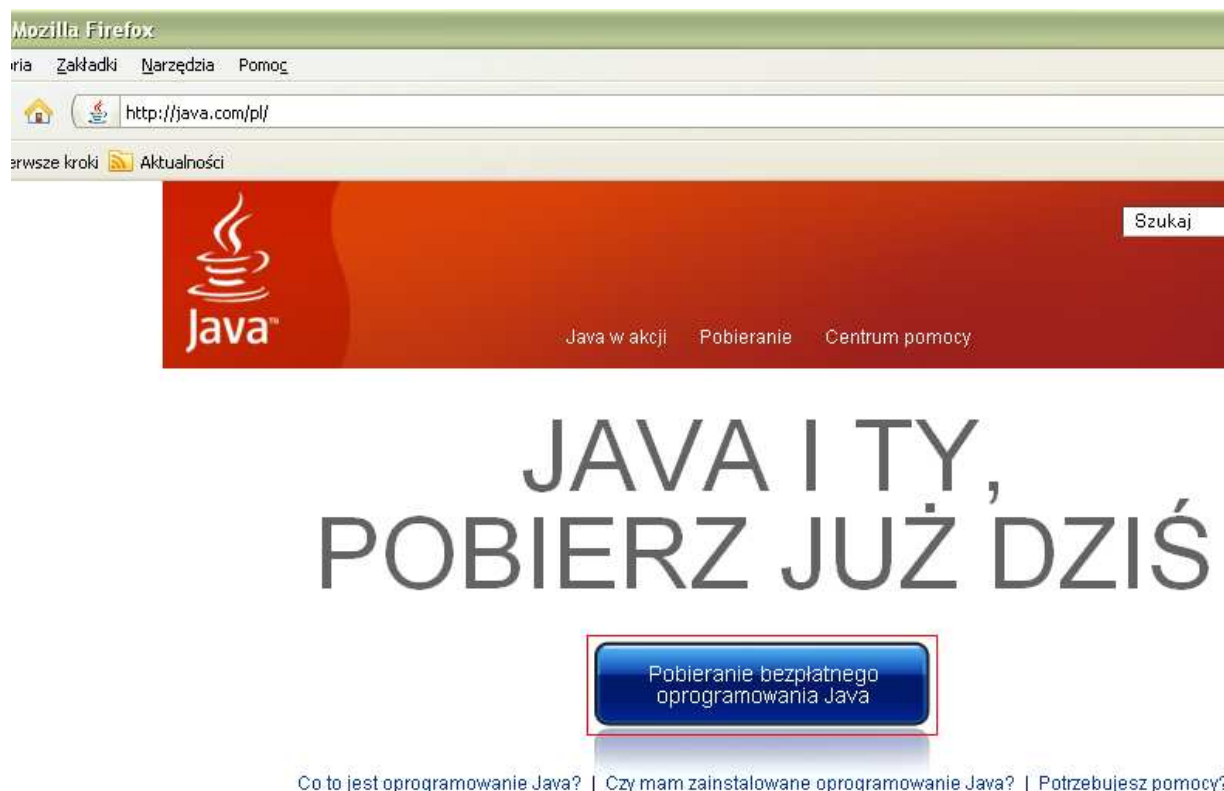 Mozilla Firefox
oria Zakładki Narzędzia Pomoc
http://java.com/pl/
erwsze kroki Aktualności
Szukaj
Java™
Java w akcji Pobieranie Centrum pomocy
JAVA I TY,
POBIERZ JUŻ DZIŚ
Pobieranie bezpłatnego
oprogramowania Java
Co to jest oprogramowanie Java? | Czy mam zainstalowane oprogramowanie Java? | Potrzebujesz pomocy?